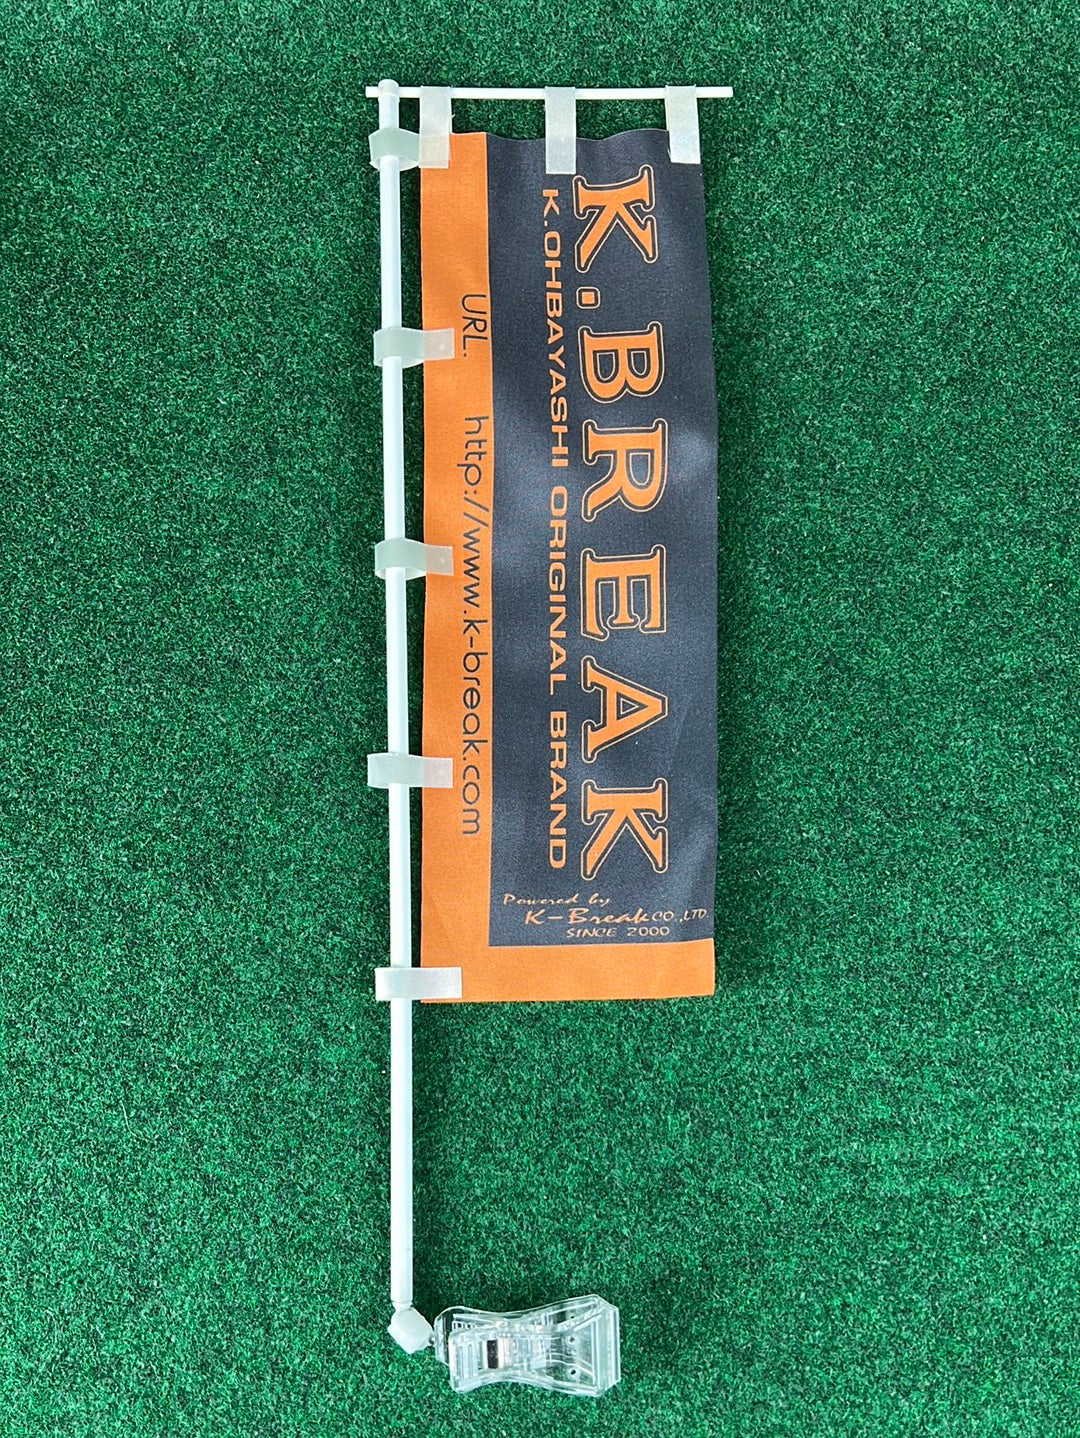 K.BREAK
K.OHBAYASHI ORIGINAL BRAND
URL. http://www.k-break.com
Powered by
K-Break CO.,LTD.
SINCE 2000